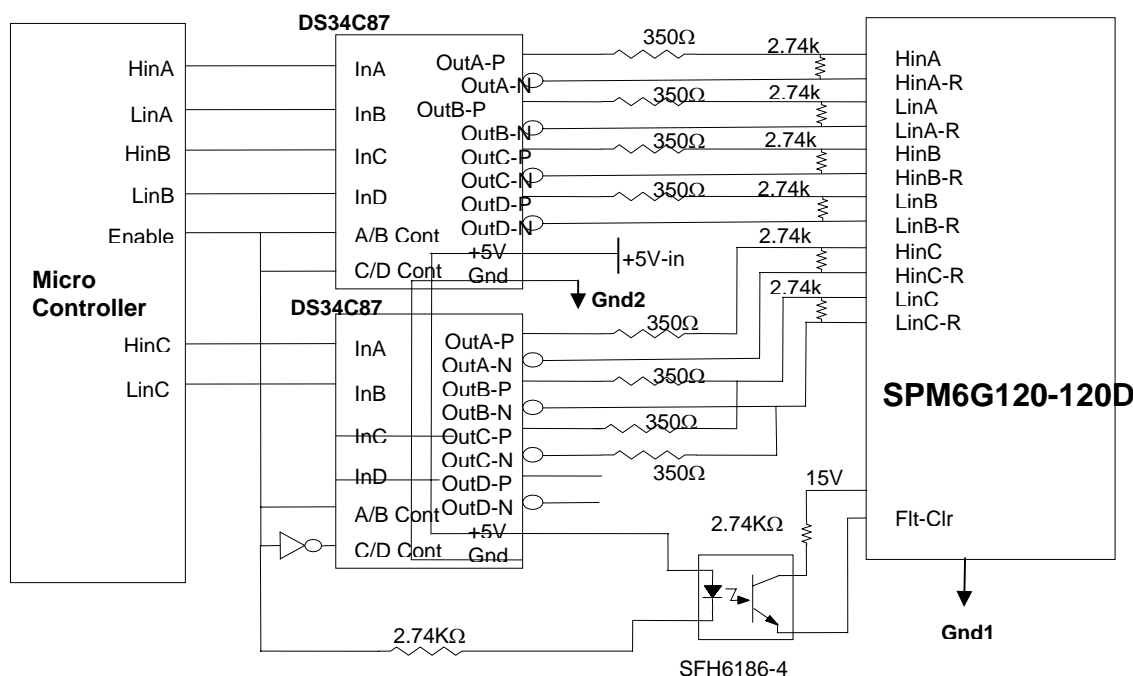 DS34C87
HinA
LinA
HinB
LinB
Enable
Micro
Controller
HinC
LinC
InA
InB
InC
InD
A/B Cont
C/D Cont
OutA-P
OutA-N
OutB-P
OutB-N
OutC-P
OutC-N
OutD-P
OutD-N
+5V
Gnd
+5V-in
Gnd2
350Ω
350Ω
350Ω
350Ω
2.74k
2.74k
2.74k
2.74k
2.74k
2.74k
HinA
HinA-R
LinA
LinA-R
HinB
HinB-R
LinB
LinB-R
HinC
HinC-R
LinC
LinC-R
SPM6G120-120D
DS34C87
InA
InB
InC
InD
A/B Cont
C/D Cont
OutA-P
OutA-N
OutB-P
OutB-N
OutC-P
OutC-N
OutD-P
OutD-N
+5V
Gnd
350Ω
350Ω
350Ω
350Ω
15V
2.74KΩ
Flt-Clr
Gnd1
2.74KΩ
SFH6186-4